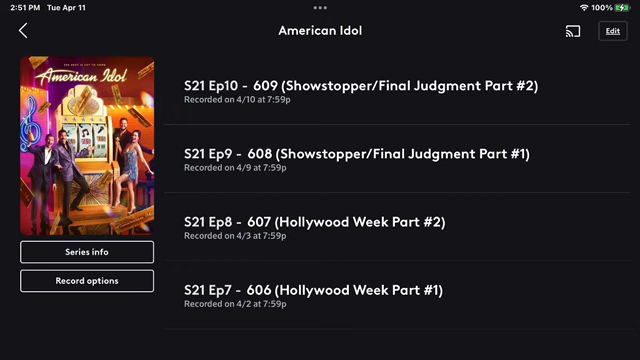 2:51 PM Tue Apr 11
100%
American Idol
Edit
American Idol
S21 Ep10 - 609 (Showstopper/Final Judgment Part #2)
Recorded on 4/10 at 7:59p
S21 Ep9 - 608 (Showstopper/Final Judgment Part #1)
Recorded on 4/9 at 7:59p
S21 Ep8 - 607 (Hollywood Week Part #2)
Recorded on 4/3 at 7:59p
S21 Ep7 - 606 (Hollywood Week Part #1)
Recorded on 4/2 at 7:59p
Series info
Record options